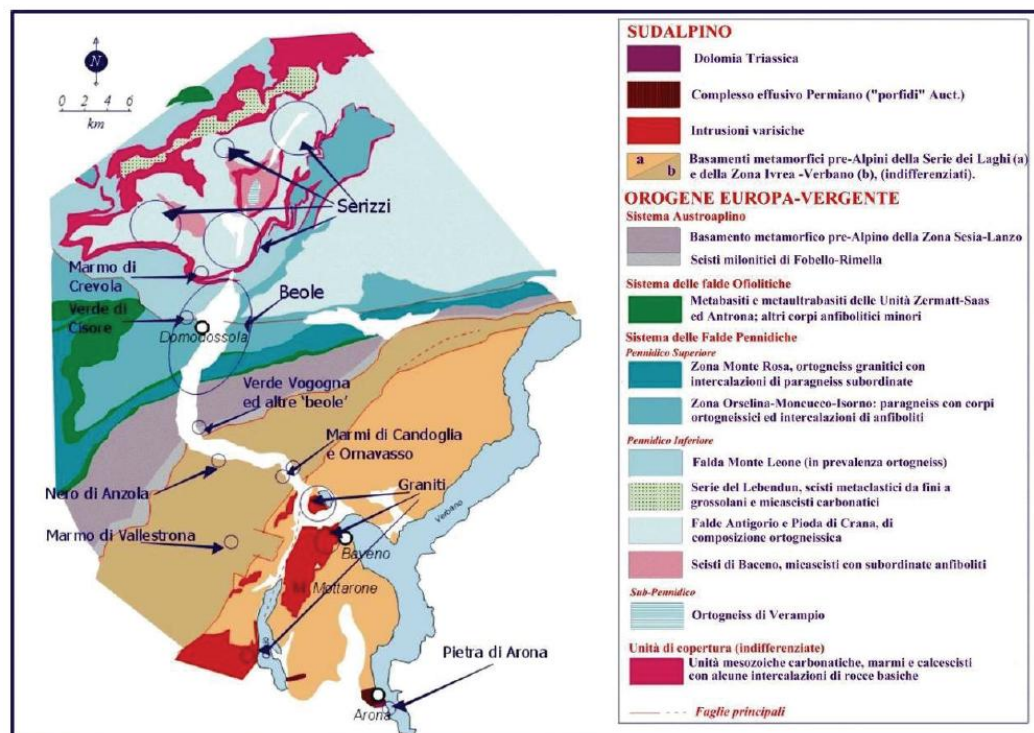 N
0 2 4 6
km
Serizzi
Marmo di
Crevola
Beole
Verde di
Cisore
Domodossola
Verde Vogogna
ed altre 'beole'
Marmi di Candoglia
e Ornavasso
Nero di Anzola
Graniti
Verbano
Marmo di Vallestrona
Baveno
M Mottarone
Pietra di Arona
Arona
SUDALPINO
Dolomia Triassica
Complesso effusivo Permiano ("porfidi" Auct.)
Intrusioni varisiche
a
b
Basamenti metamorfici pre-Alpini della Serie dei Laghi (a)
e della Zona Ivrea -Verbano (b), (indifferenziati).
OROGENE EUROPA-VERGENTE
Sistema Austroaplino
Basamento metamorfico pre-Alpino della Zona Sesia-Lanzo
Scisti milonitici di Fobello-Rimella
Sistema delle falde Ofiolitiche
Metabasiti e metaultrabasiti delle Unità Zermatt-Saas
ed Antrona; altri corpi anfibolitici minori
Sistema delle Falde Pennidiche
Pennidico Superiore
Zona Monte Rosa, ortogneiss granitici con
intercalazioni di paragneiss subordinate
Zona Orselina-Moncucco-Isorno: paragneiss con corpi
ortogneissici ed intercalazioni di anfiboliti
Pennidico Inferiore
Falda Monte Leone (in prevalenza ortogneiss)
Serie del Lebendun, scisti metaclastici da fini a
grossolani e micascisti carbonatici
Falde Antigorio e Pioda di Crana, di
composizione ortogneissica
Scisti di Baceno, micascisti con subordinate anfiboliti
Sub-Pennidico
Ortogneiss di Verampio
Unità di copertura (indifferenziate)
Unità mesozoiche carbonatiche, marmi e calcescisti
con alcune intercalazioni di rocce basiche
Faglie principali